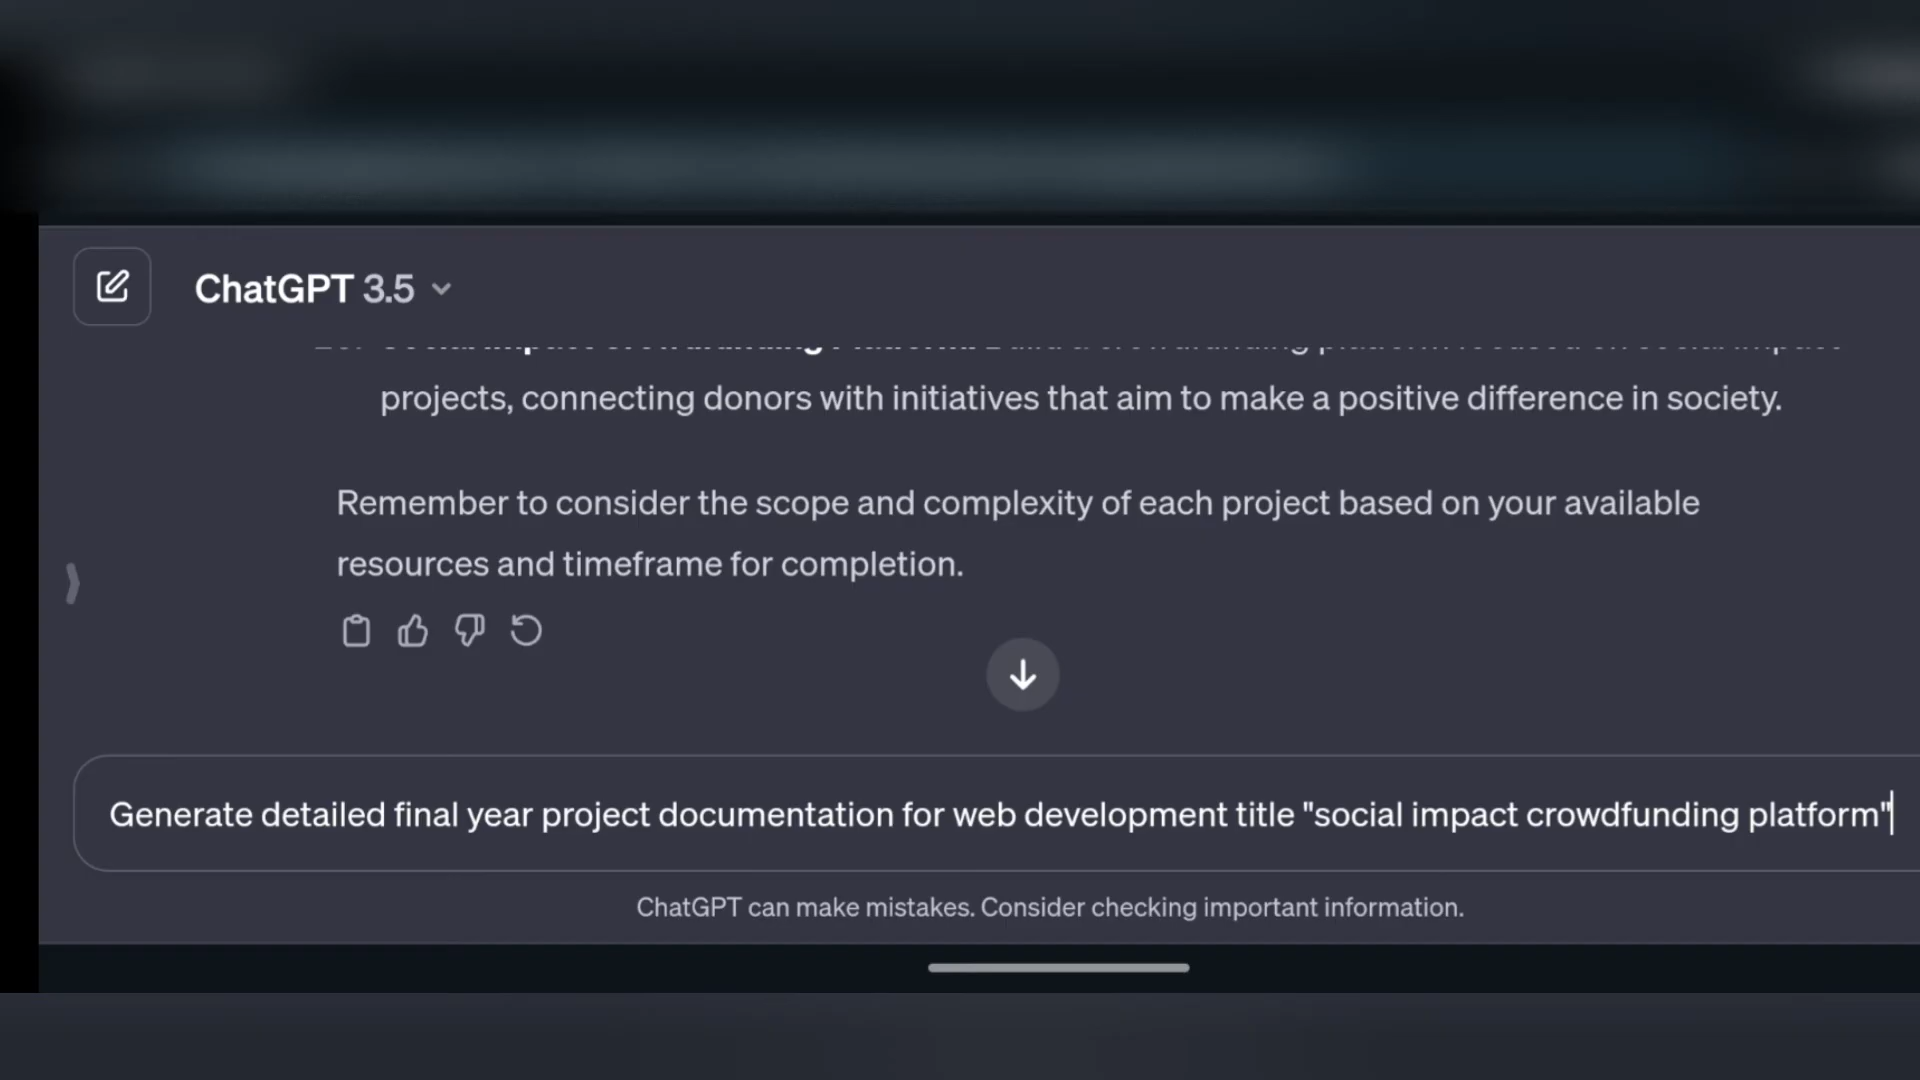 ChatGPT 3.5
projects, connecting donors with initiatives that aim to make a positive difference in society.
Remember to consider the scope and complexity of each project based on your available
resources and timeframe for completion.
Generate detailed final year project documentation for web development title "social impact crowdfunding platform"
ChatGPT can make mistakes. Consider checking important information.